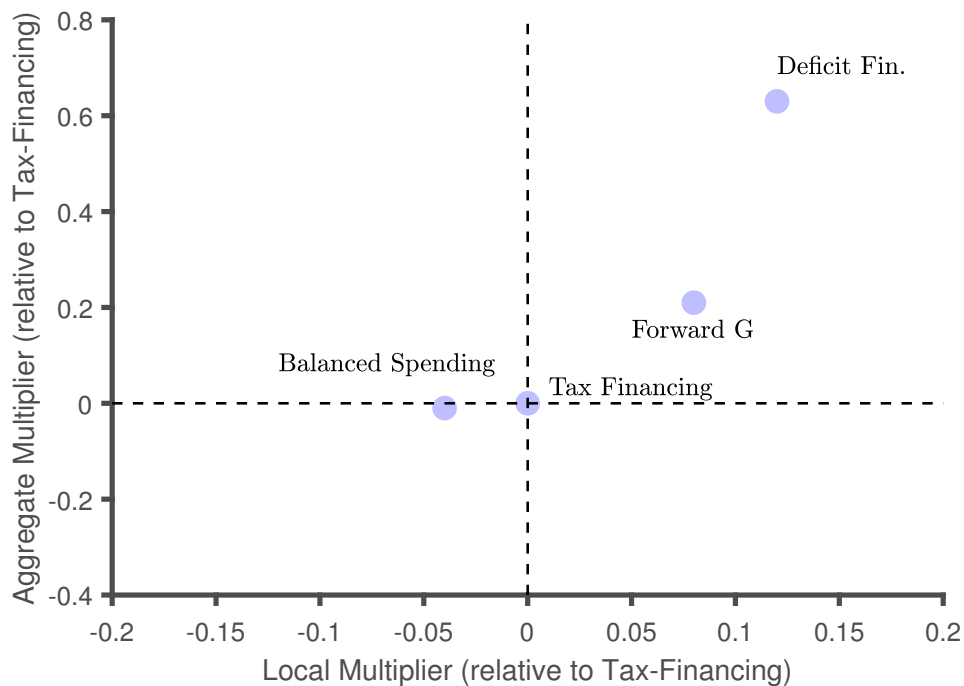 0.8
0.6
0.4
0.2
0
-0.2
-0.4
Aggregate Multiplier (relative to Tax-Financing)
Deficit Fin.
Forward G
Balanced Spending
Tax Financing
-0.2 -0.15 -0.1 -0.05 0 0.05 0.1 0.15 0.2
Local Multiplier (relative to Tax-Financing)